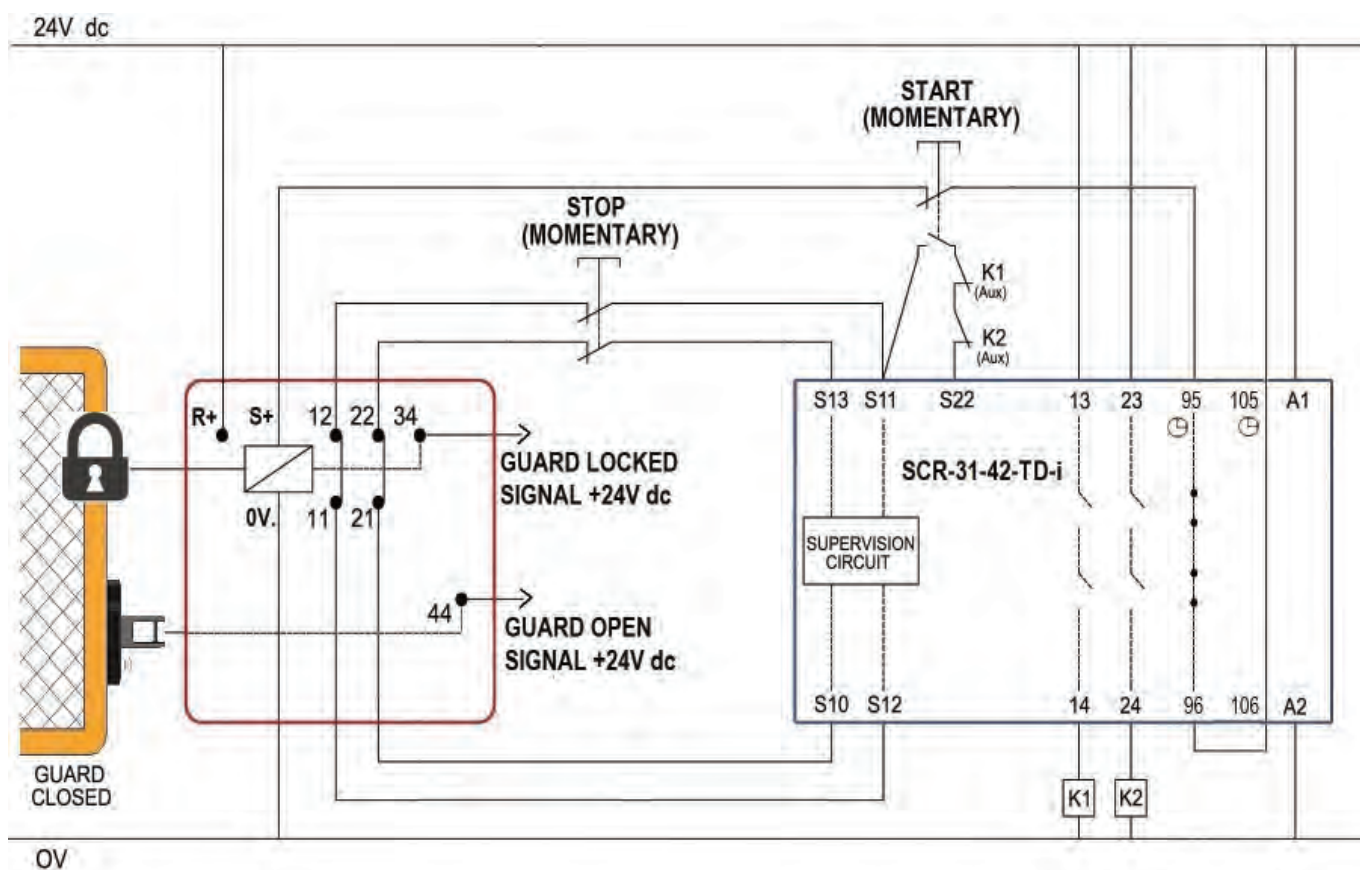 24V dc
START
(MOMENTARY)
STOP
(MOMENTARY)
K1
(Aux)
K2
(Aux)
R+ S+ 12 22 34
S13 S11 S22 13 23 95 105 A1
GUARD LOCKED
SIGNAL +24V dc
SCR-31-42-TD-i
0V. 11 21
SUPERVISION
CIRCUIT
44
GUARD OPEN
SIGNAL +24V dc
S10 S12 14 24 96 106 A2
GUARD
CLOSED
K1 K2
OV